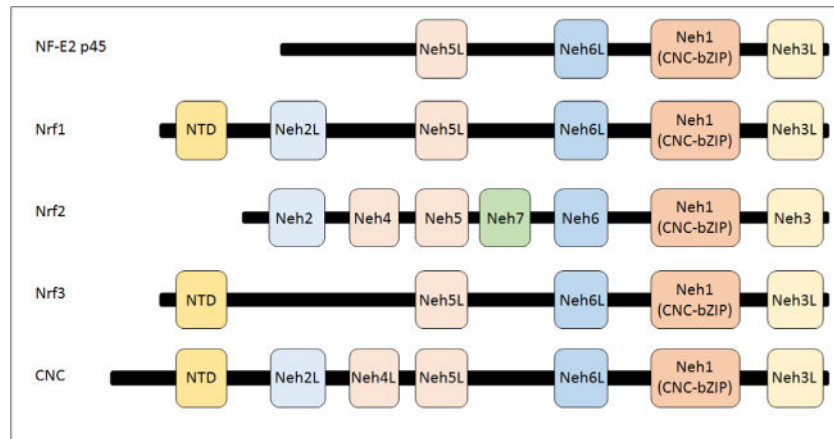 NF-E2 p45
Neh5L
Neh6L
Neh1
(CNC-bZIP)
Neh3L
Nrf1
NTD
Neh2L
Neh5L
Neh6L
Neh1
(CNC-bZIP)
Neh3L
Nrf2
Neh2
Neh4
Neh5
Neh7
Neh6
Neh1
(CNC-bZIP)
Neh3
Nrf3
NTD
Neh5L
Neh6L
Neh1
(CNC-bZIP)
Neh3L
CNC
NTD
Neh2L
Neh4L
Neh5L
Neh6L
Neh1
(CNC-bZIP)
Neh3L